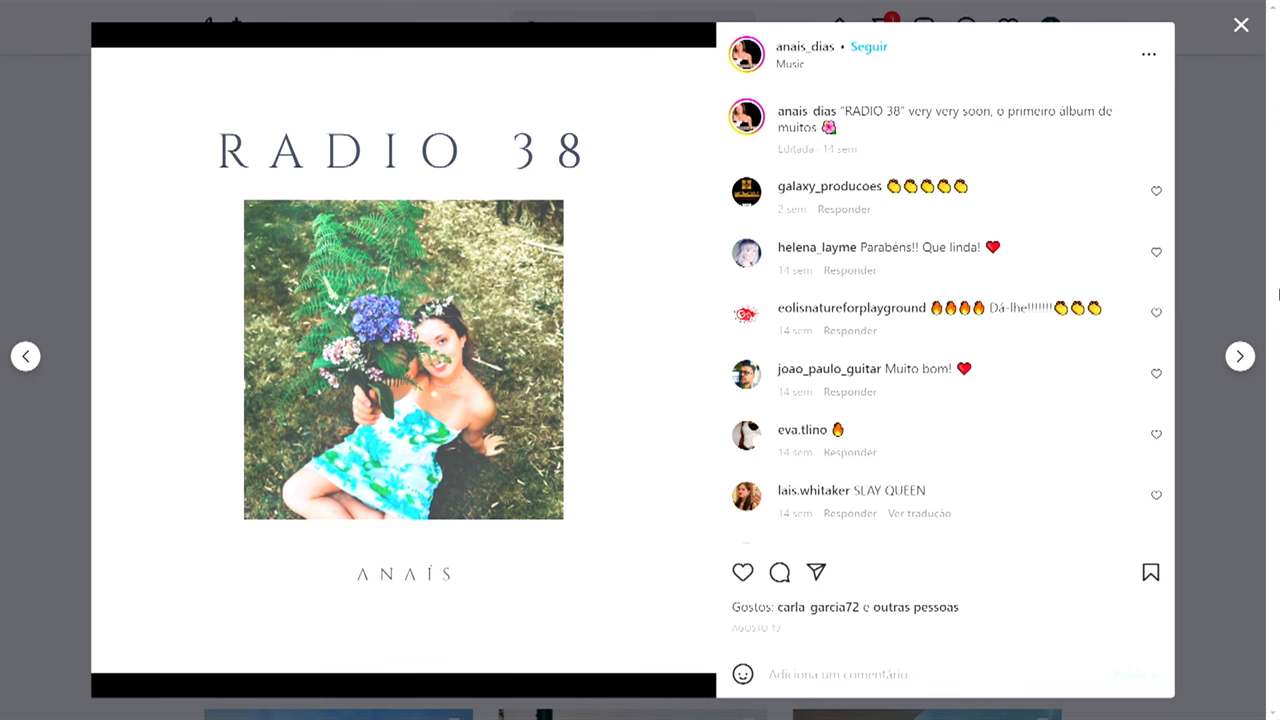 RADIO 38
ANAÍS
anais_dias • Seguir
Music
anais_dias "RADIO 38" very very soon, o primeiro álbum de
muitos
Editada · 14 sem
galaxy_producoes
2 sem Responder
helena_layme Parabéns!! Que linda!
14 sem Responder
eolisnatureforplayground Dá-lhe!!!!!!!
14 sem Responder
joao_paulo_guitar Muito bom!
14 sem Responder
eva.tlino
14 sem Responder
lais.whitaker SLAY QUEEN
14 sem Responder Ver tradução
Gostos: carla_garcia72 e outras pessoas
AGOSTO 12
Adiciona um comentário